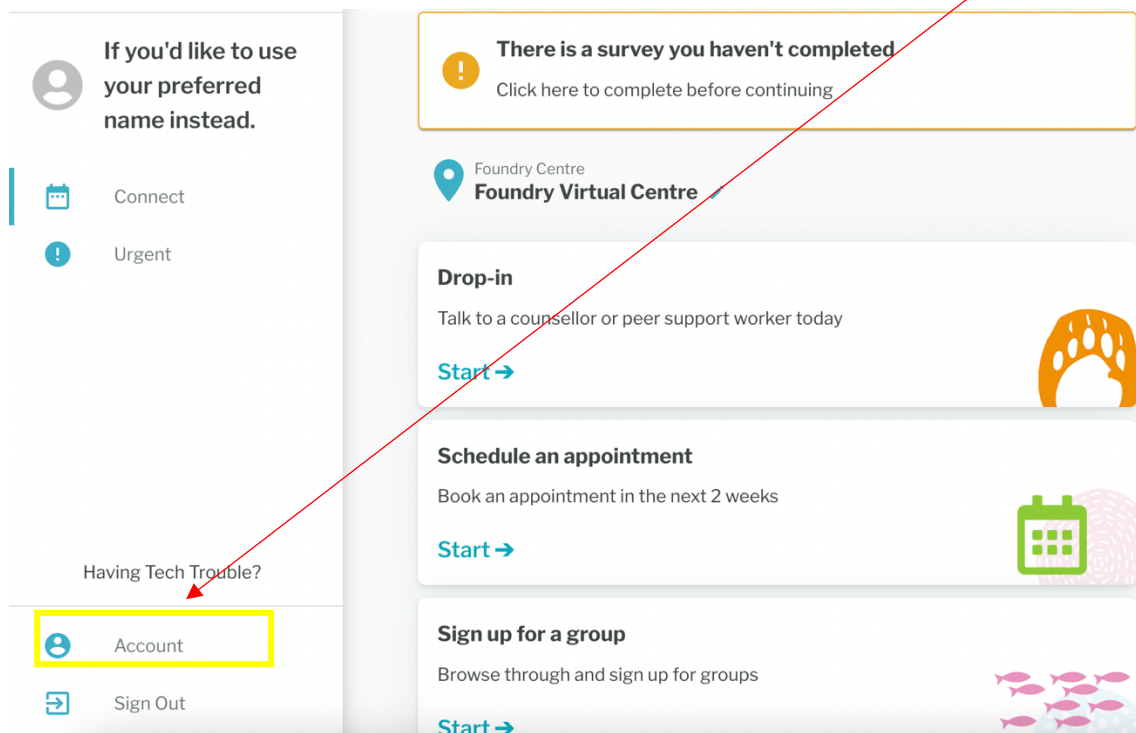 If you'd like to use
your preferred
name instead.
Connect
Urgent
Having Tech Trouble?
Account
Sign Out
There is a survey you haven't completed
Click here to complete before continuing
Foundry Centre
Foundry Virtual Centre
Drop-in
Talk to a counsellor or peer support worker today
Start →
Schedule an appointment
Book an appointment in the next 2 weeks
Start →
Sign up for a group
Browse through and sign up for groups
Start →